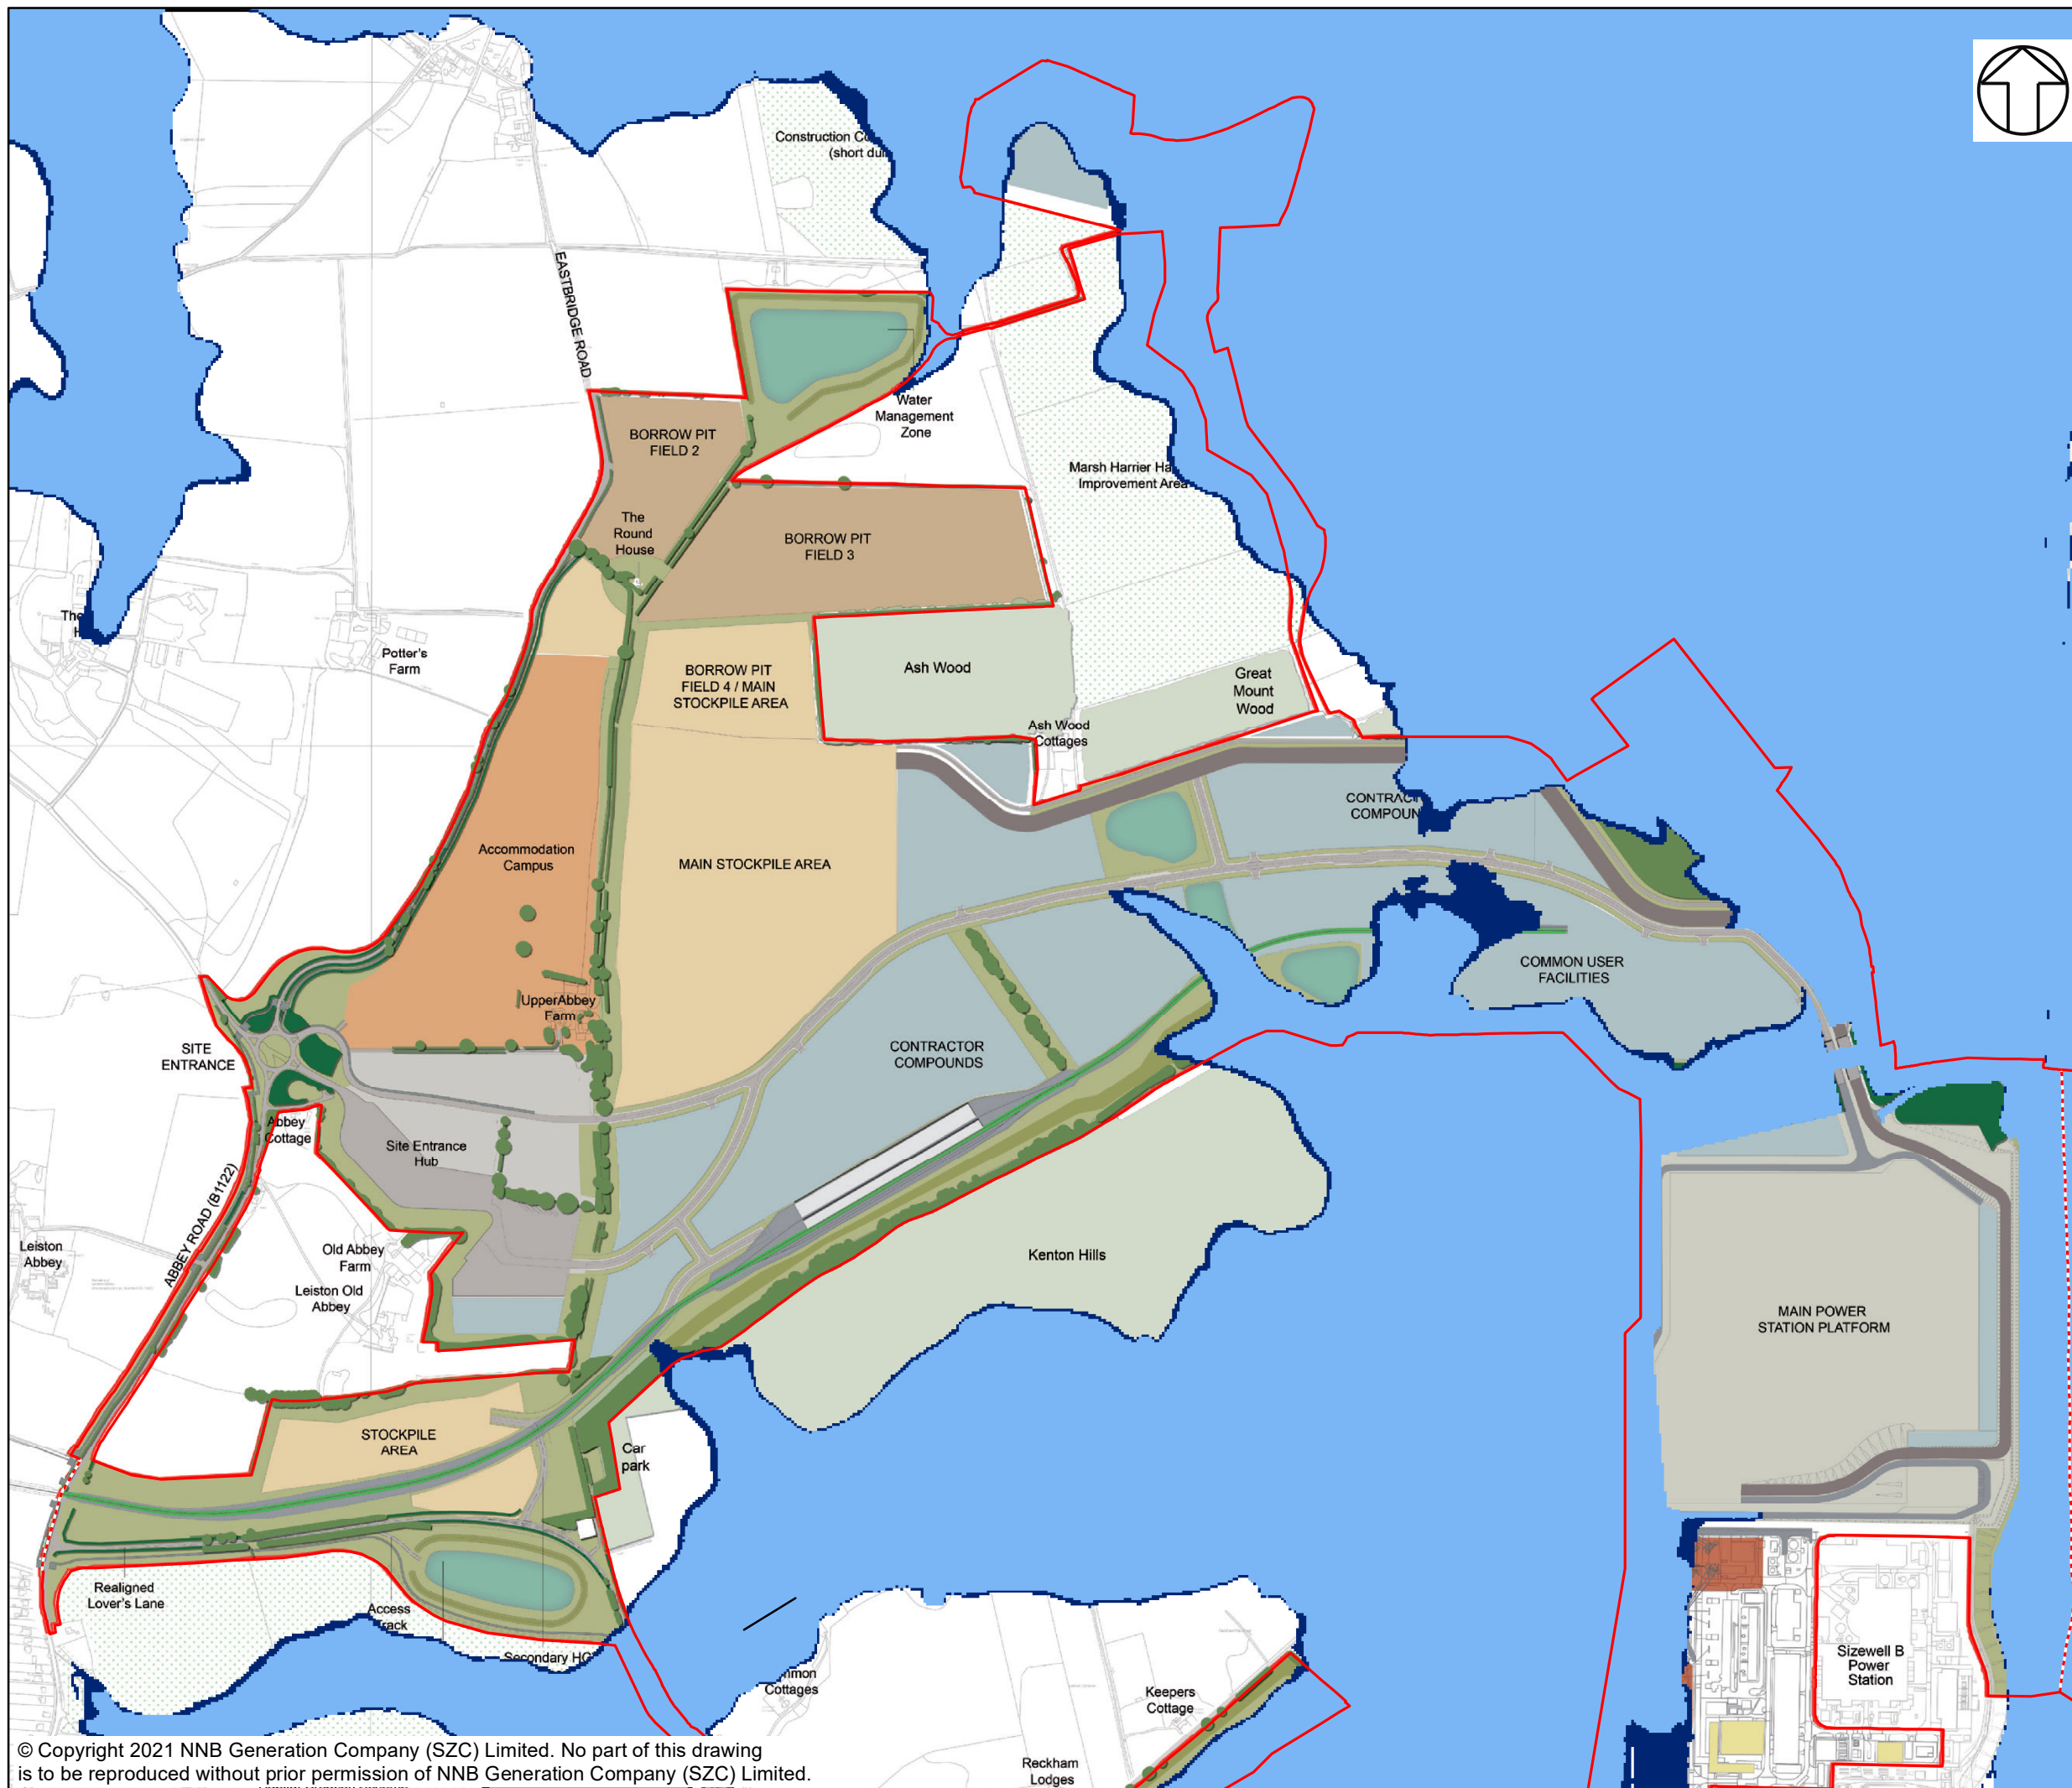 Construction Co
(short du
EASTBRIDGE ROAD
Water
Management
Zone
BORROW PIT
FIELD 2
Marsh Harrier Ha
Improvement Area
The
Round
House
BORROW PIT
FIELD 3
The
H
Potter's
Farm
BORROW PIT
FIELD 4 / MAIN
STOCKPILE AREA
Ash Wood
Great
Mount
Wood
Ash Wood
Cottages
CONTRAC
COMPOUN
Accommodation
Campus
MAIN STOCKPILE AREA
COMMON USER
FACILITIES
UpperAbbey
Farm
SITE
ENTRANCE
CONTRACTOR
COMPOUNDS
Abbey
Cottage
Site Entrance
Hub
ABBEY ROAD (B1122)
Leiston
Abbey
Old Abbey
Farm
Leiston Old
Abbey
Kenton Hills
MAIN POWER
STATION PLATFORM
STOCKPILE
AREA
Car
park
Realigned
Lover's Lane
Access
Track
Secondary HG
mmon
Cottages
Keepers
Cottage
Sizewell B
Power
Station
Reckham
Lodges
© Copyright 2021 NNB Generation Company (SZC) Limited. No part of this drawing
is to be reproduced without prior permission of NNB Generation Company (SZC) Limited.